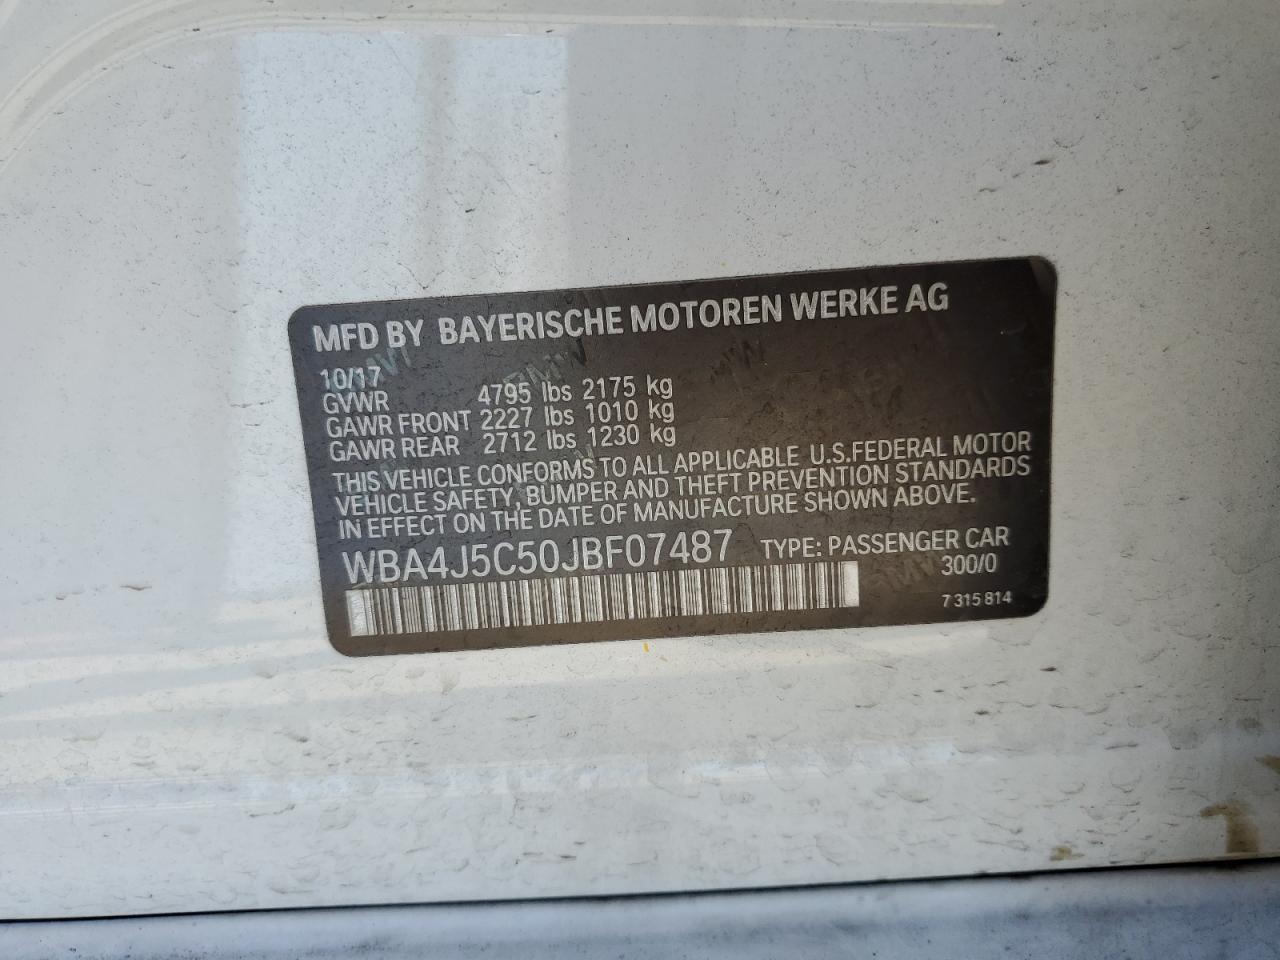 MFD BY BAYERISCHE MOTOREN WERKE AG
10/17
GVWR 4795 lbs 2175 kg
GAWR FRONT 2227 lbs 1010 kg
GAWR REAR 2712 lbs 1230 kg
THIS VEHICLE CONFORMS TO ALL APPLICABLE U.S.FEDERAL MOTOR
VEHICLE SAFETY, BUMPER AND THEFT PREVENTION STANDARDS
IN EFFECT ON THE DATE OF MANUFACTURE SHOWN ABOVE.
WBA4J5C50JBF07487 TYPE: PASSENGER CAR
300/0
7 315 814